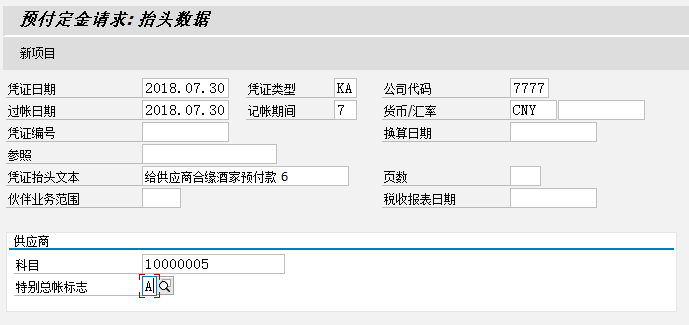 预付定金请求:抬头数据
新项目
凭证日期 2018.07.30 凭证类型 KA 公司代码 7777
过帐日期 2018.07.30 记帐期间 7 货币/汇率 CNY
凭证编号 换算日期
参照
凭证抬头文本 给供应商合缘酒家预付款 6 页数
伙伴业务范围 税收报表日期
供应商
科目 10000005
特别总帐标志 A